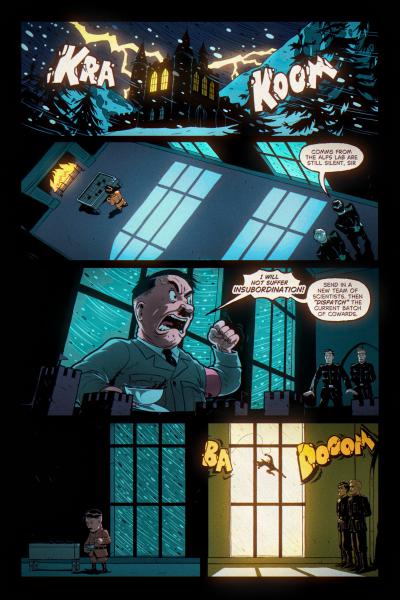 KRA
KOOM
COMMS FROM
THE ALPS LAB ARE
STILL SILENT, SIR
I WILL
NOT SUFFER
INSUBORDINATION!
SEND IN A
NEW TEAM OF
SCIENTISTS. THEN
"DISPATCH" THE
CURRENT BATCH
OF COWARDS.
BA
DOOOM